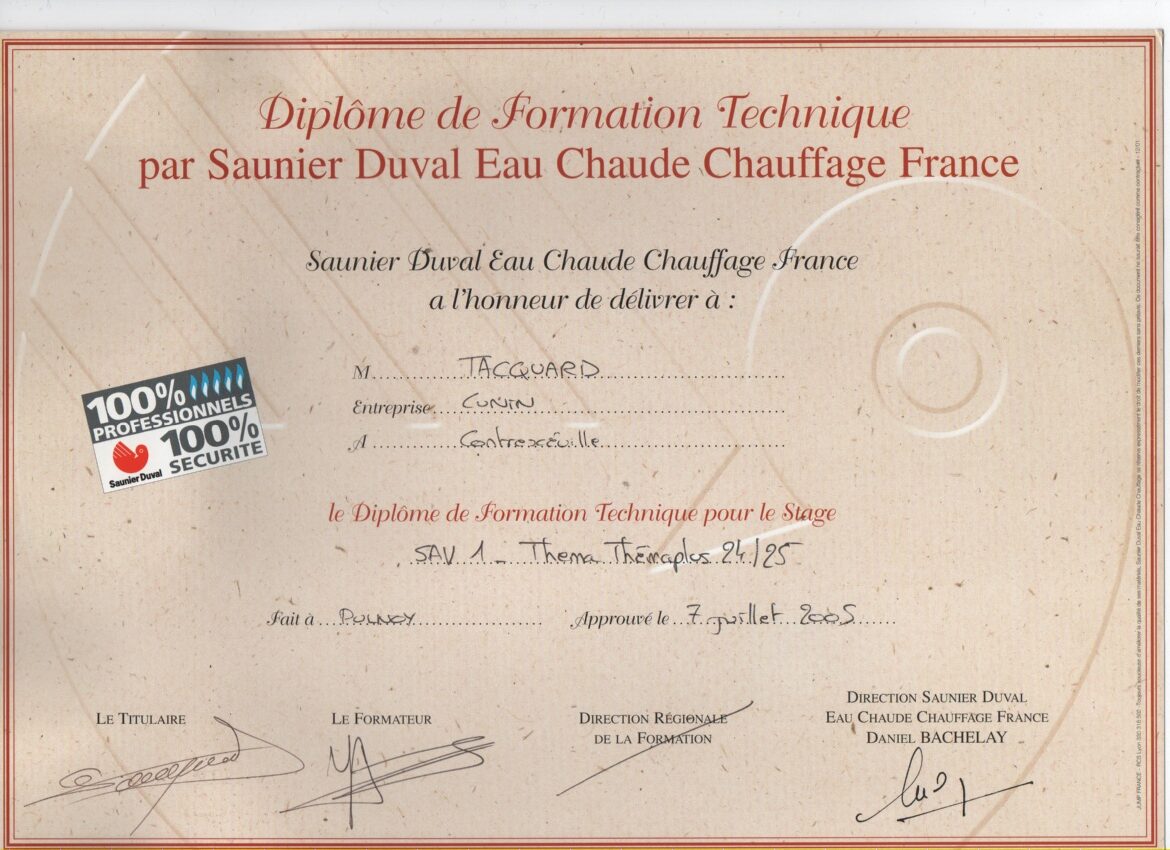 Diplôme de Formation Technique
par Saunier Duval Eau Chaude Chauffage France
Saunier Duval Eau Chaude Chauffage France
a l'honneur de délivrer à :
M TACQUARD
Entreprise CUNIN
A Contrexéville
100%
PROFESSIONNELS
100%
SECURITE
Saunier Duval
le Diplôme de Formation Technique pour le Stage
SAV 1 - Thema Thémaplus 24/25
Fait à PULNOY Approuvé le 7 juillet 2005
LE TITULAIRE
LE FORMATEUR
DIRECTION RÉGIONALE
DE LA FORMATION
DIRECTION SAUNIER DUVAL
EAU CHAUDE CHAUFFAGE FRANCE
DANIEL BACHELAY